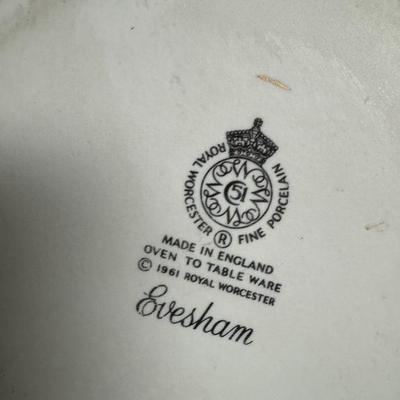 ROYAL WORCESTER ® FINE PORCELAIN
51
MADE IN ENGLAND
OVEN TO TABLE WARE
© 1961 ROYAL WORCESTER
Evesham